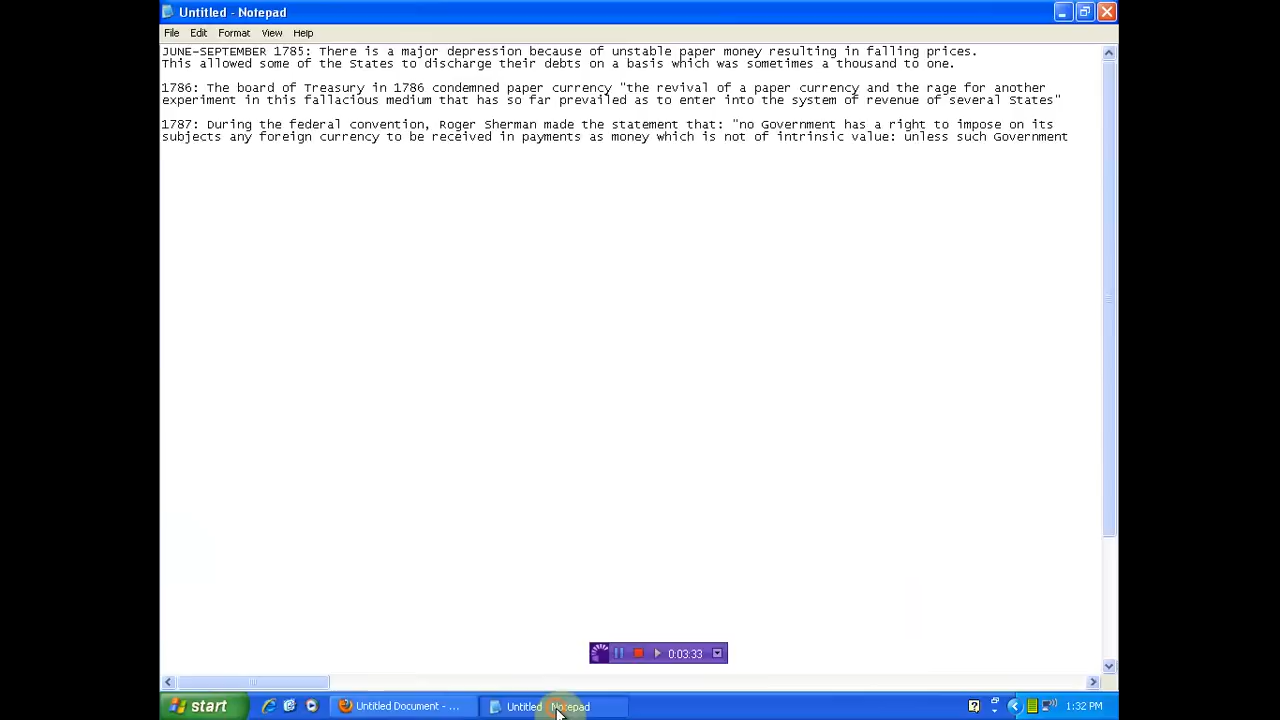 Untitled - Notepad
File Edit Format View Help
JUNE-SEPTEMBER 1785: There is a major depression because of unstable paper money resulting in falling prices.
This allowed some of the States to discharge their debts on a basis which was sometimes a thousand to one.
1786: The board of Treasury in 1786 condemned paper currency "the revival of a paper currency and the rage for another
experiment in this fallacious medium that has so far prevailed as to enter into the system of revenue of several States"
1787: During the federal convention, Roger Sherman made the statement that: "no Government has a right to impose on its
subjects any foreign currency to be received in payments as money which is not of intrinsic value: unless such Government
0:03:33
start Untitled Document - ... Untitled Notepad 1:32 PM